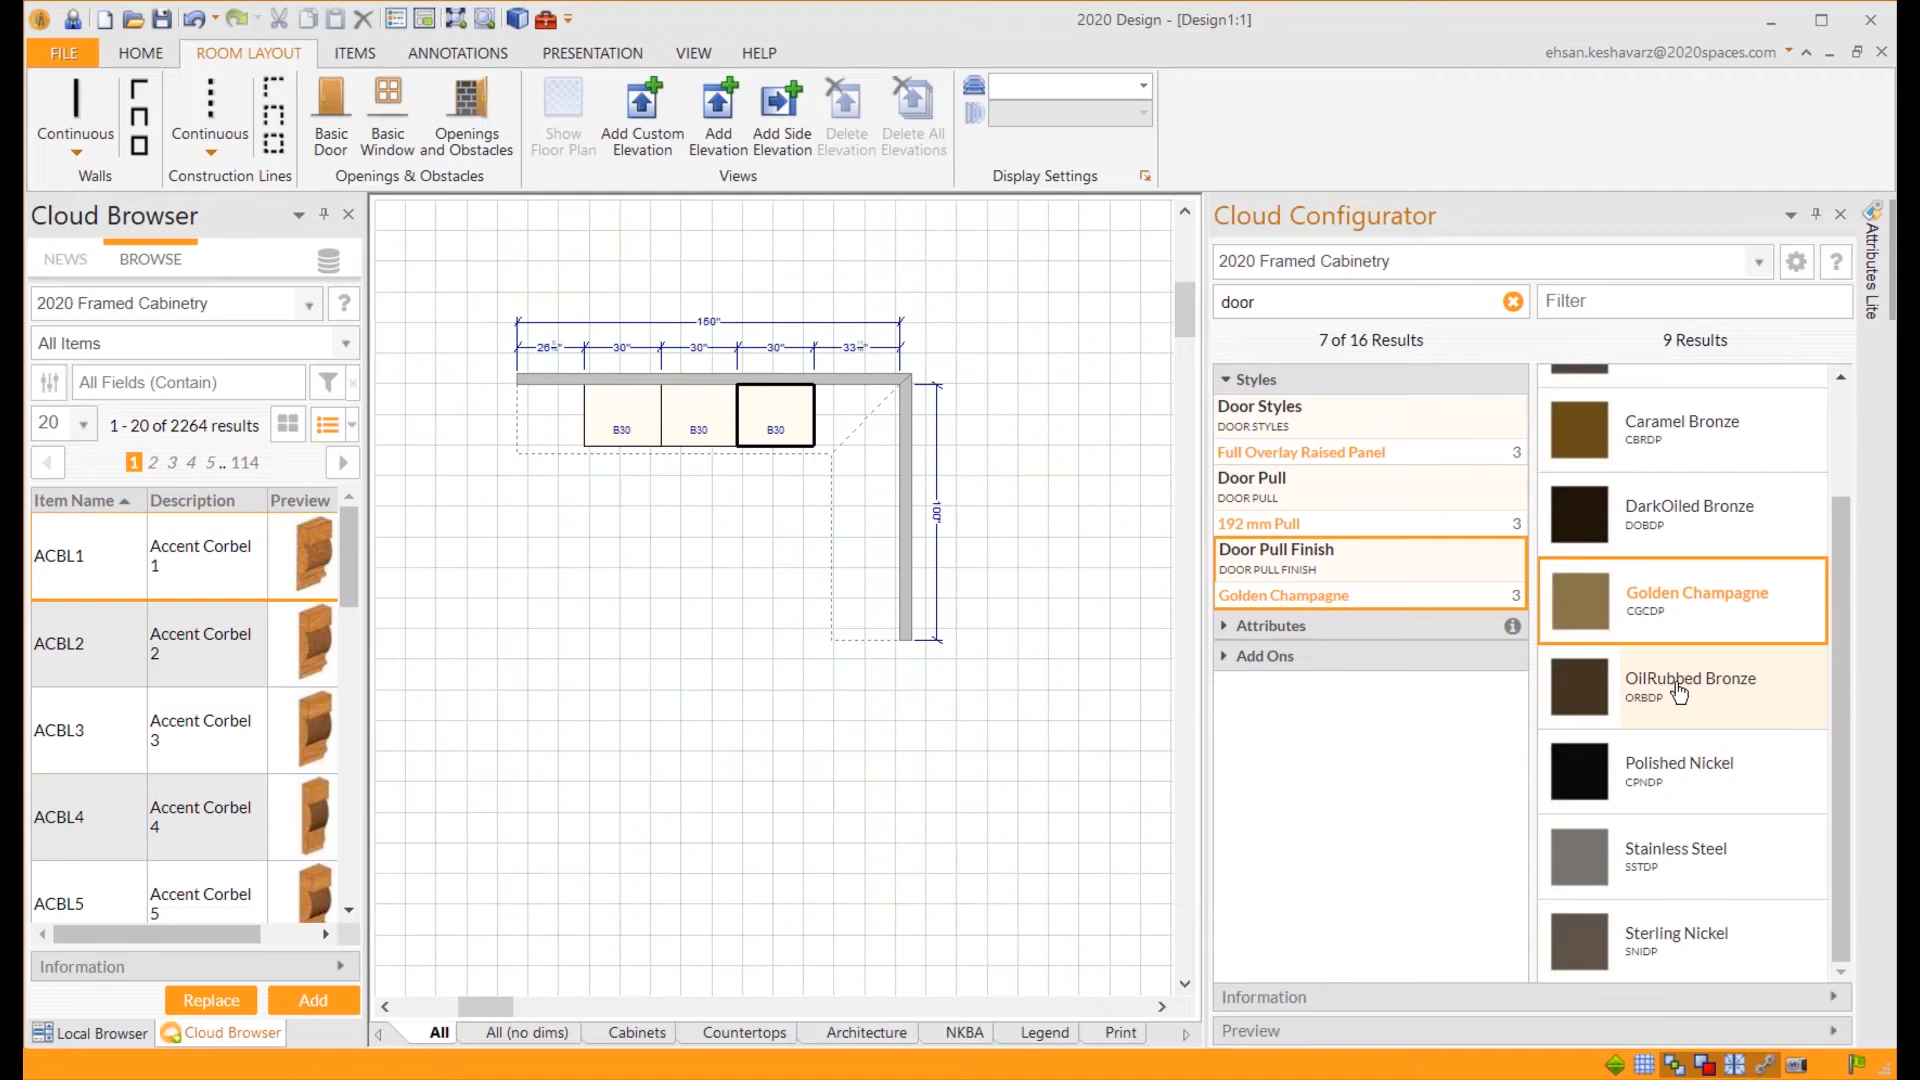 2020 Design - [Design1:1]
FILE
HOME
ROOM LAYOUT
ITEMS
ANNOTATIONS
PRESENTATION
VIEW
HELP
ehsan.keshavarz@2020spaces.com
Continuous
Walls
Continuous
Construction Lines
Basic
Door
Basic
Window
Openings
and Obstacles
Openings & Obstacles
Show
Floor Plan
Add Custom
Elevation
Add
Elevation
Add Side
Elevation
Delete
Elevation
Delete All
Elevations
Views
Display Settings
Cloud Browser
NEWS
BROWSE
2020 Framed Cabinetry
?
All Items
All Fields (Contain)
20
1 - 20 of 2264 results
1 2 3 4 5 .. 114
Item Name
Description
Preview
ACBL1
Accent Corbel
1
ACBL2
Accent Corbel
2
ACBL3
Accent Corbel
3
ACBL4
Accent Corbel
4
ACBL5
Accent Corbel
5
Information
Replace
Add
Local Browser
Cloud Browser
30"
30"
30"
B30
B30
B30
All
All (no dims)
Cabinets
Countertops
Architecture
NKBA
Legend
Print
Cloud Configurator
2020 Framed Cabinetry
?
door
Filter
7 of 16 Results
9 Results
Styles
Door Styles
DOOR STYLES
Full Overlay Raised Panel 3
Door Pull
DOOR PULL
192 mm Pull 3
Door Pull Finish
DOOR PULL FINISH
Golden Champagne 3
Attributes
Add Ons
Caramel Bronze
CBRDP
DarkOiled Bronze
DOBDP
Golden Champagne
CGCDP
OilRubbed Bronze
ORBDP
Polished Nickel
CPNDP
Stainless Steel
SSTDP
Sterling Nickel
SNIDP
Information
Preview
Attributes Lite